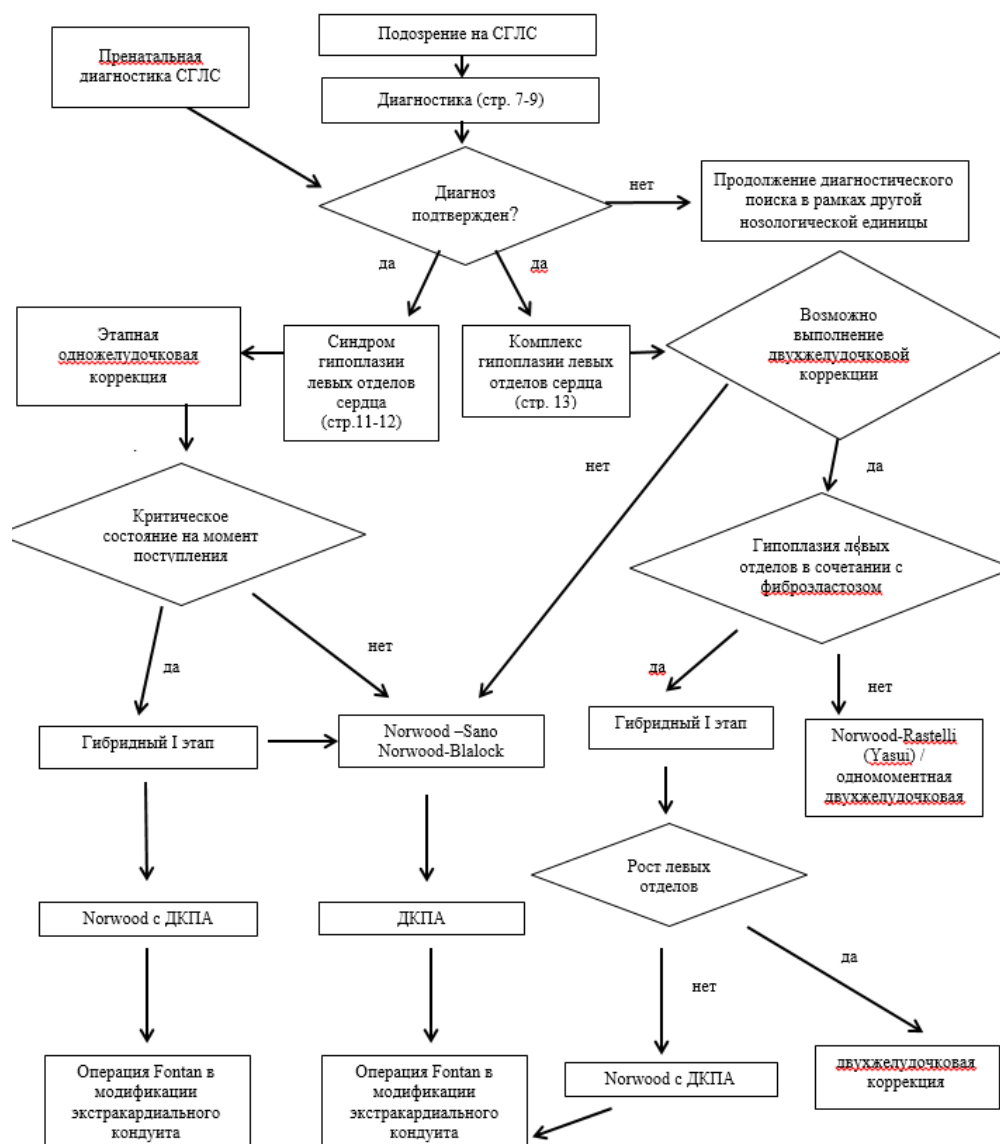 Пренатальная
диагностика СГЛС
Подозрение на СГЛС
Диагностика (стр. 7-9)
Диагноз
подтвержден?
нет
Продолжение диагностического
поиска в рамках другой
нозологической единицы
да
да
Этапная
одножелудочковая
коррекция
Синдром
гипоплазии
левых отделов
сердца
(стр.11-12)
Комплекс
гипоплазии левых
отделов сердца
(стр. 13)
Возможно
выполнение
двухжелудочковой
коррекции
нет
да
Критическое
состояние на момент
поступления
Гипоплазия левых
отделов в сочетании с
фиброэластозом
да
нет
да
нет
Гибридный I этап
Norwood –Sano
Norwood-Blalock
Гибридный I этап
Norwood-Rastelli
(Yasui) /
одномоментная
двухжелудочковая
Рост левых
отделов
Norwood с ДКПА
ДКПА
нет
да
Операция Fontan в
модификации
экстракардиального
кондуита
Операция Fontan в
модификации
экстракардиального
кондуита
Norwood с ДКПА
двухжелудочковая
коррекция